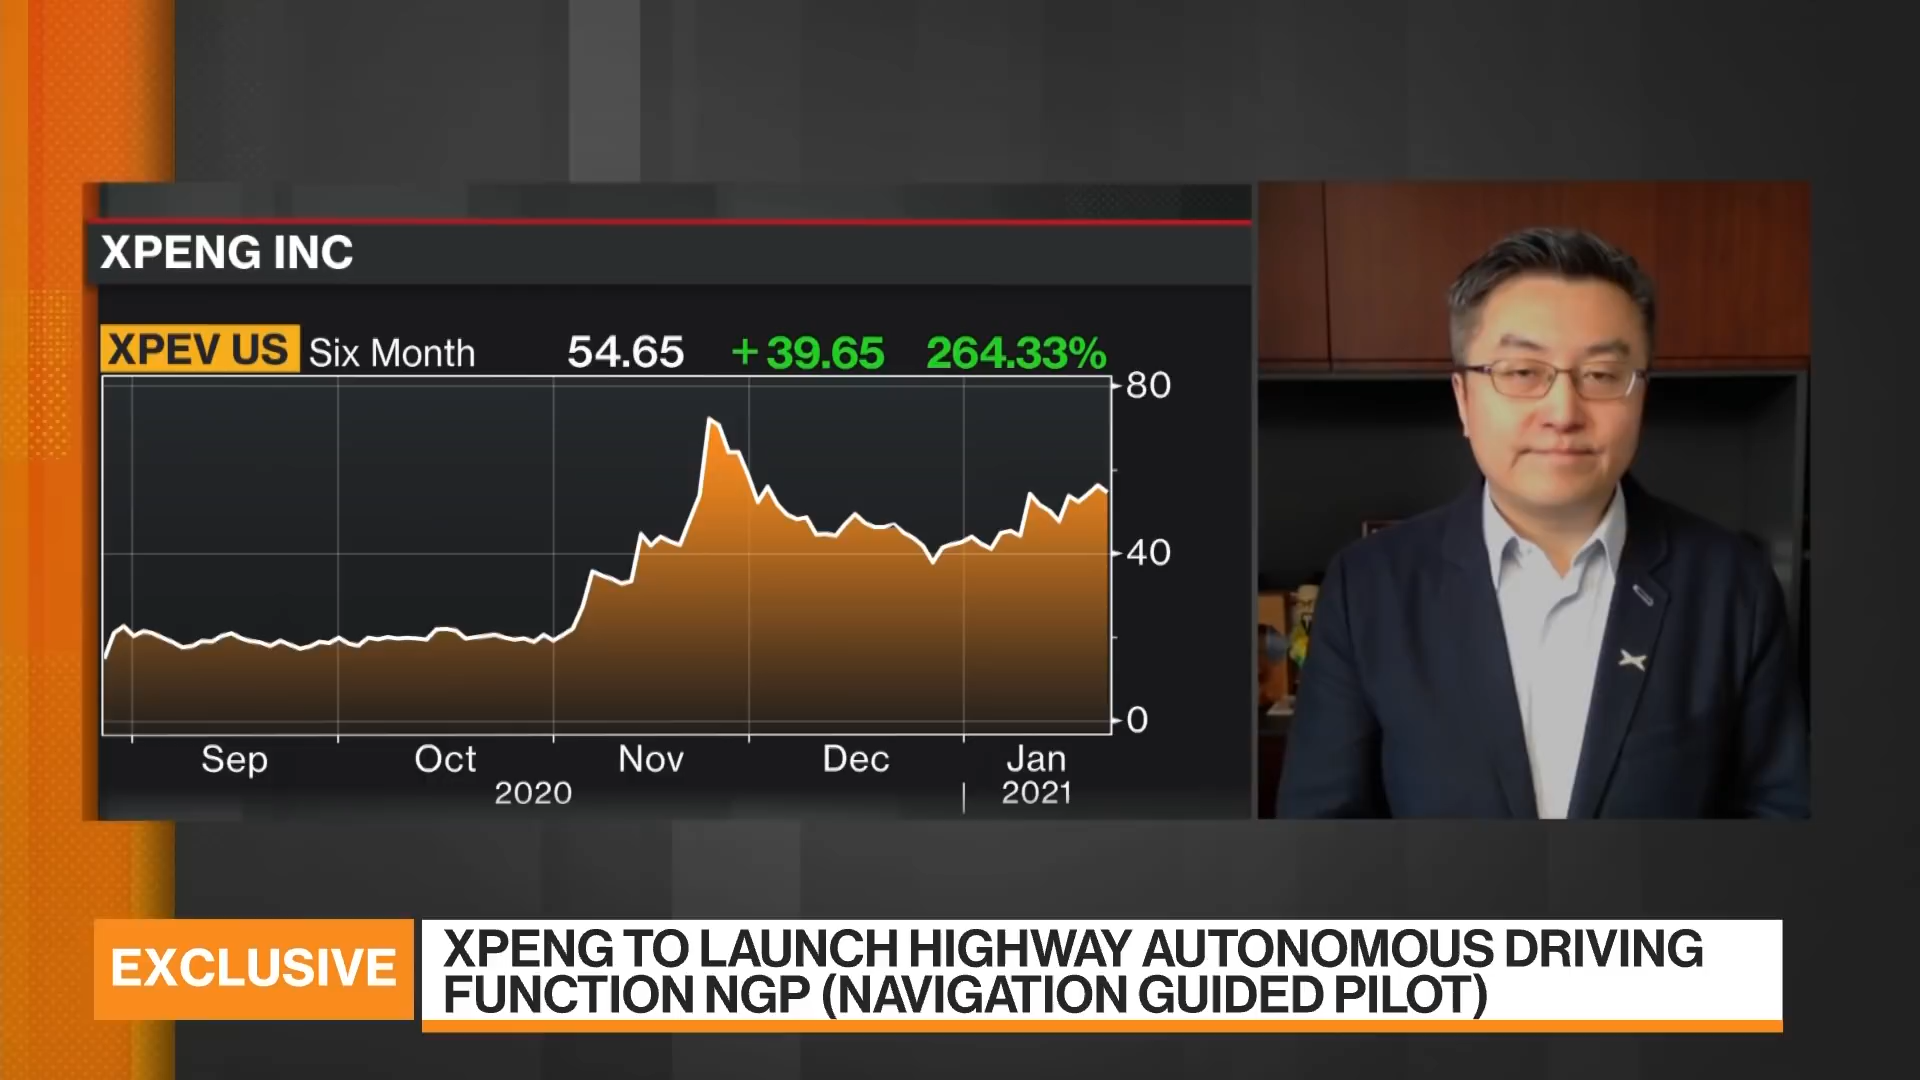 XPENG INC
XPEV US Six Month 54.65 +39.65 264.33%
80
40
0
Sep Oct Nov Dec Jan
2020 2021
EXCLUSIVE
XPENG TO LAUNCH HIGHWAY AUTONOMOUS DRIVING
FUNCTION NGP (NAVIGATION GUIDED PILOT)